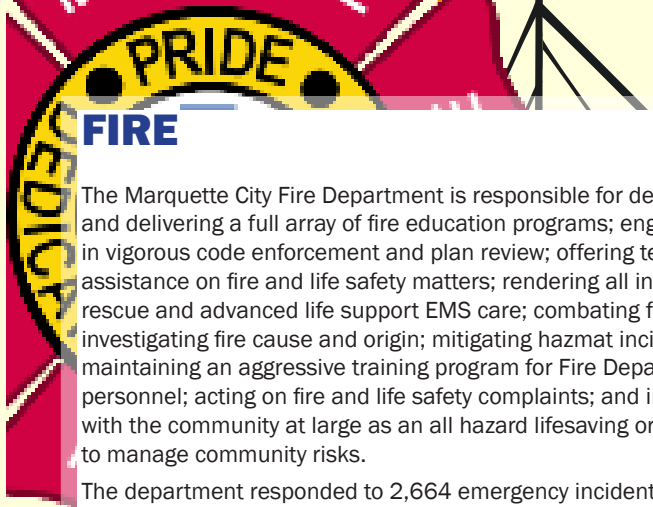 PRIDE
DEDICA
FIRE
The Marquette City Fire Department is responsible for de
and delivering a full array of fire education programs; eng
in vigorous code enforcement and plan review; offering te
assistance on fire and life safety matters; rendering all in
rescue and advanced life support EMS care; combating f
investigating fire cause and origin; mitigating hazmat inci
maintaining an aggressive training program for Fire Depa
personnel; acting on fire and life safety complaints; and i
with the community at large as an all hazard lifesaving or
to manage community risks.
The department responded to 2,664 emergency incident